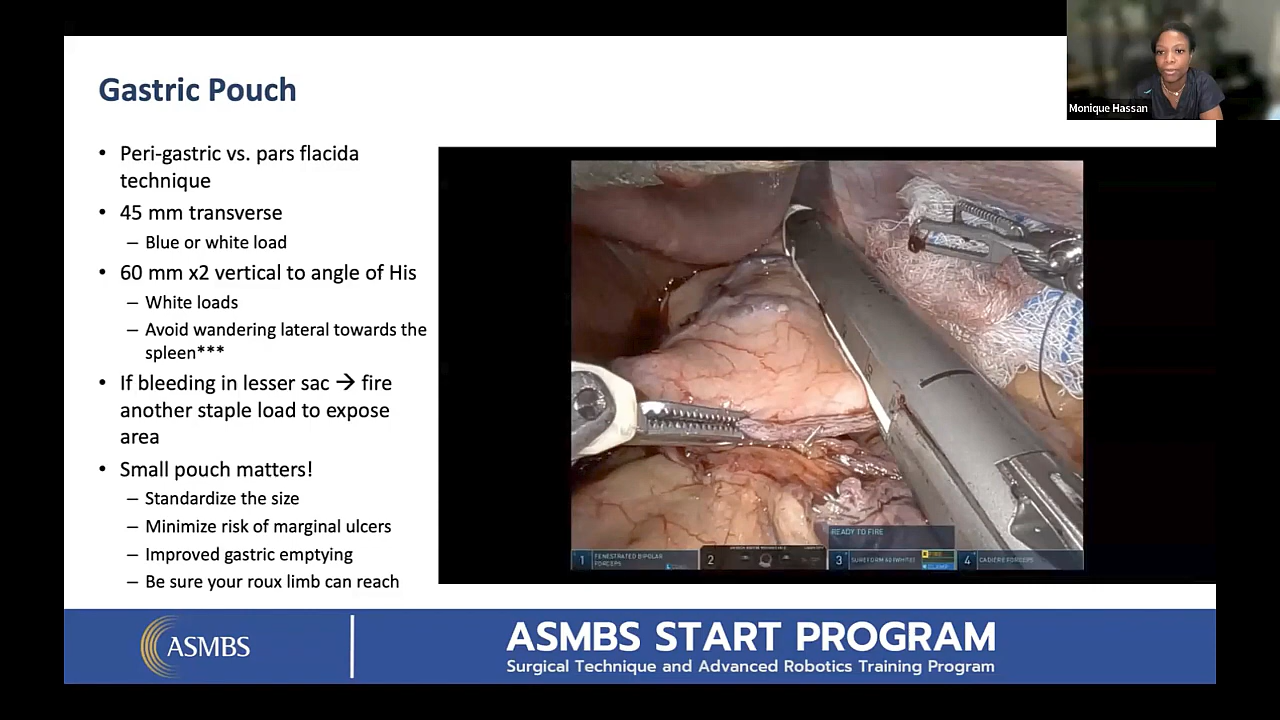 Gastric Pouch
Monique Hassan
• Peri-gastric vs. pars flacida
technique
• 45 mm transverse
– Blue or white load
• 60 mm x2 vertical to angle of His
– White loads
– Avoid wandering lateral towards the
spleen***
• If bleeding in lesser sac → fire
another staple load to expose
area
• Small pouch matters!
– Standardize the size
– Minimize risk of marginal ulcers
– Improved gastric emptying
– Be sure your roux limb can reach
READY TO FIRE
1 FENESTRATED BIPOLAR
FORCEPS
2
3 SUREFORM 60 (WHITE)
4 CADIERE FORCEPS
ASMBS
ASMBS START PROGRAM
Surgical Technique and Advanced Robotics Training Program